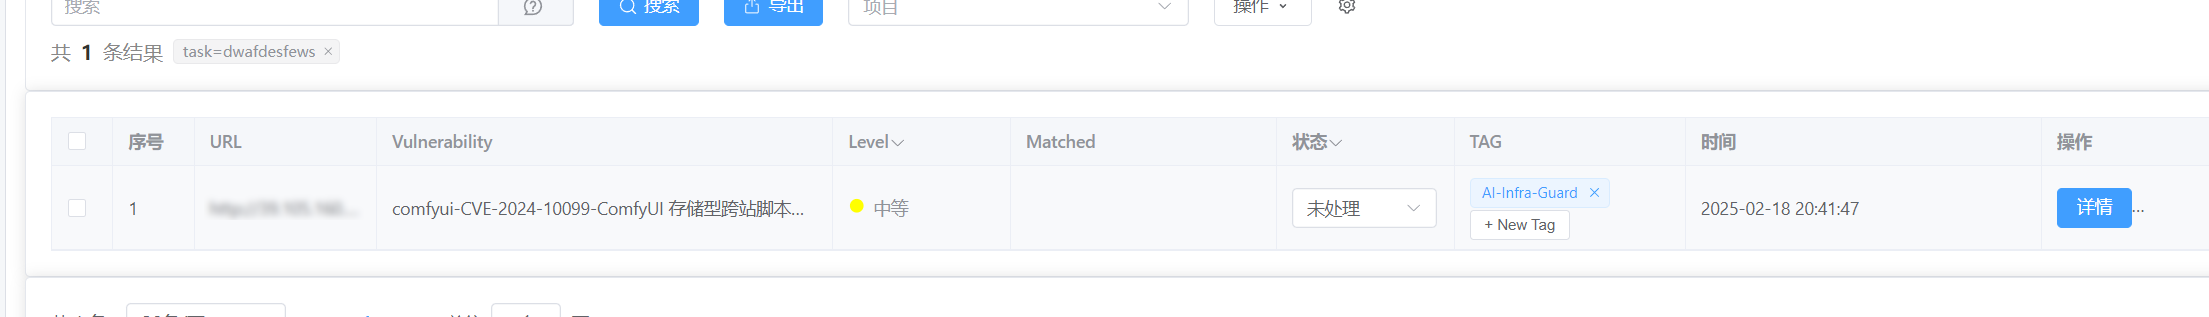 搜索 搜索 导出 项目 操作
共 1 条结果 task=dwafdesfews ×
序号 URL Vulnerability Level Matched 状态 TAG 时间 操作
1 comfyui-CVE-2024-10099-ComfyUI 存储型跨站脚本... 中等 未处理 AI-Infra-Guard × 2025-02-18 20:41:47 详情...
+ New Tag